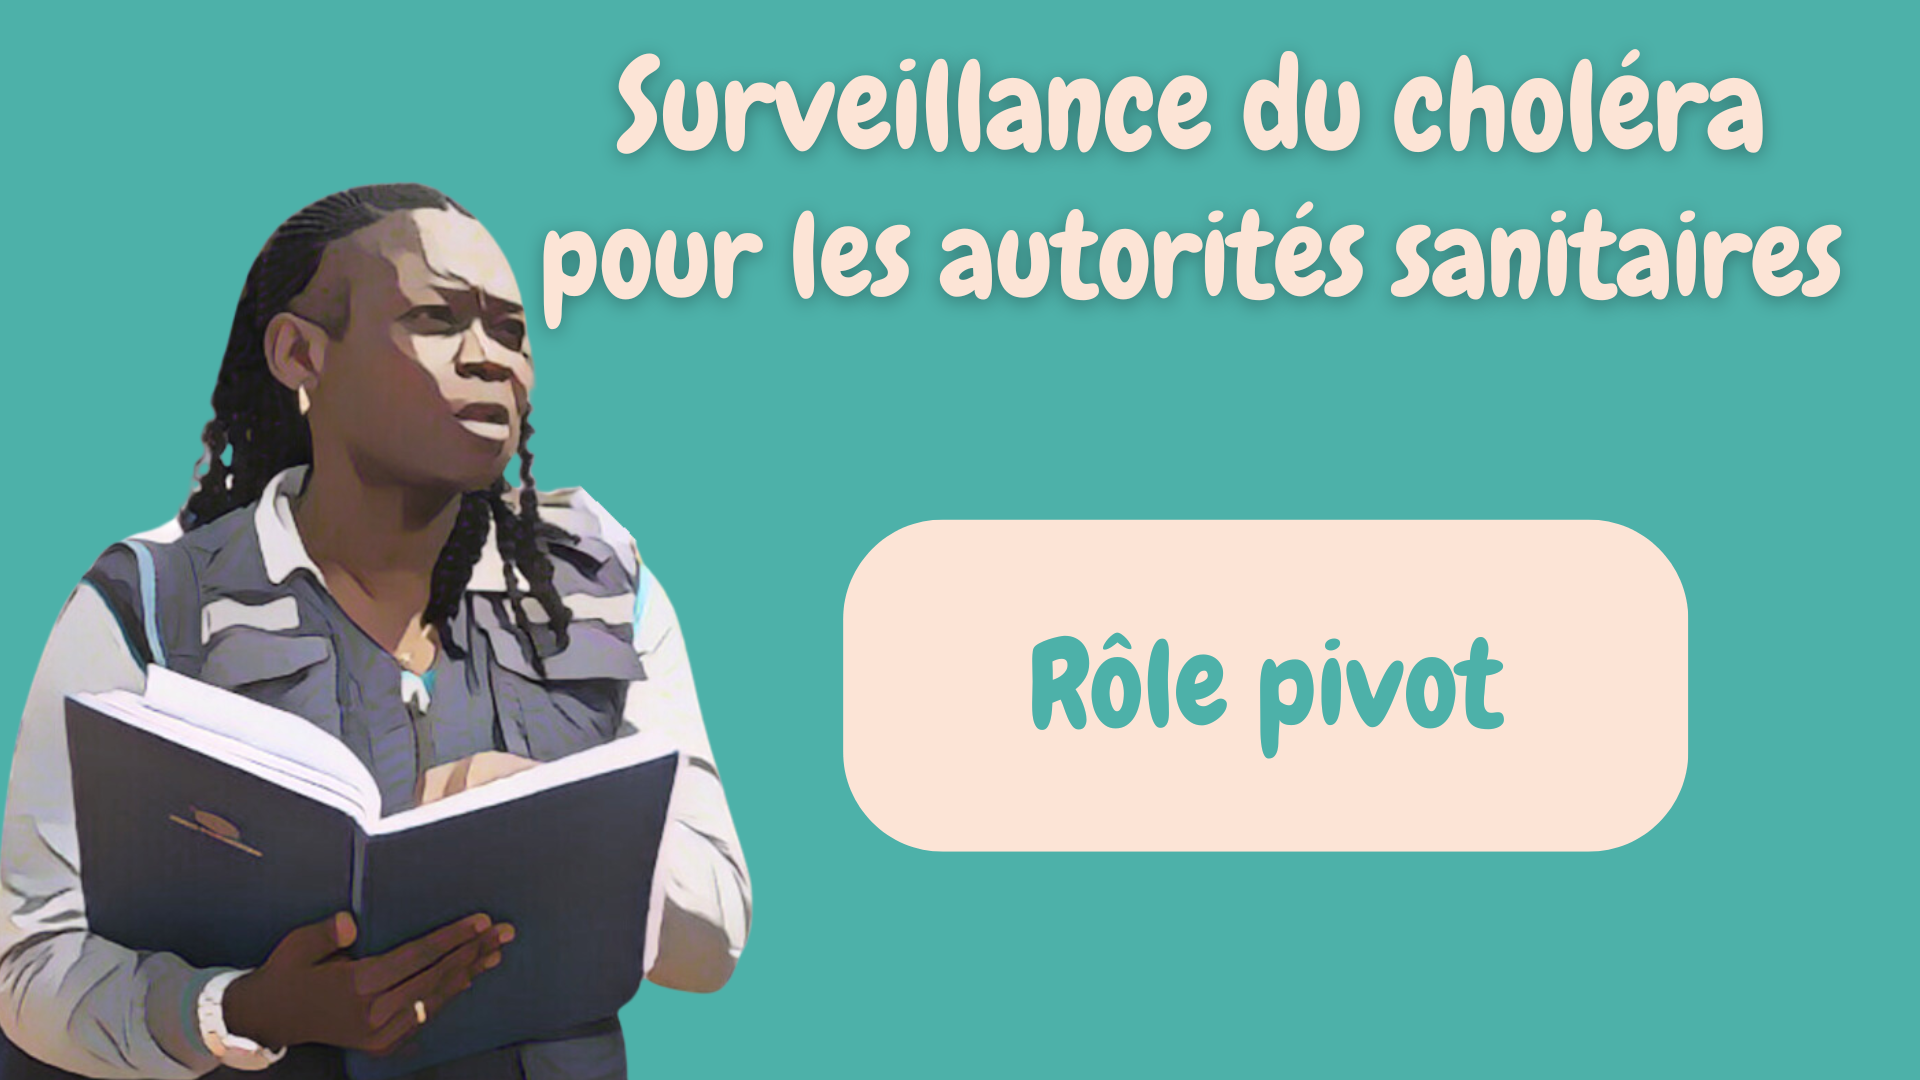 Surveillance du choléra
pour les autorités sanitaires
Rôle pivot